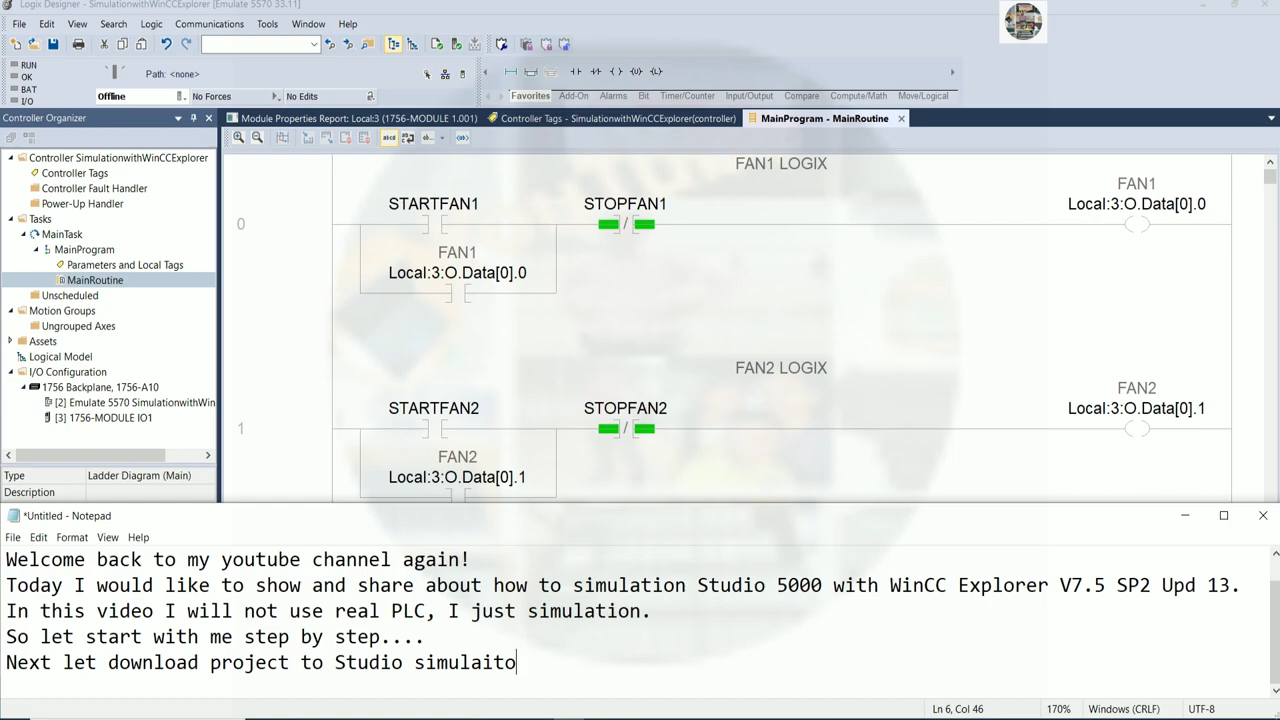 Logix Designer - SimulationwithWinCCExplorer [Emulate 5570 33.11]
File Edit View Search Logic Communications Tools Window Help
RUN
OK
BAT
I/O
Path: <none>
Offline
No Forces
No Edits
Favorites Add-On Alarms Bit Timer/Counter Input/Output Compare Compute/Math Move/Logical
Controller Organizer
Module Properties Report: Local:3 (1756-MODULE 1.001)
Controller Tags - SimulationwithWinCCExplorer(controller)
MainProgram - MainRoutine
Controller SimulationwithWinCCExplorer
Controller Tags
Controller Fault Handler
Power-Up Handler
Tasks
MainTask
MainProgram
Parameters and Local Tags
MainRoutine
Unscheduled
Motion Groups
Ungrouped Axes
Assets
Logical Model
I/O Configuration
1756 Backplane, 1756-A10
[2] Emulate 5570 SimulationwithWin
[3] 1756-MODULE IO1
Type Ladder Diagram (Main)
Description
FAN1 LOGIX
0
STARTFAN1
STOPFAN1
FAN1
Local:3:O.Data[0].0
FAN1
Local:3:O.Data[0].0
FAN2 LOGIX
1
STARTFAN2
STOPFAN2
FAN2
Local:3:O.Data[0].1
FAN2
Local:3:O.Data[0].1
*Untitled - Notepad
File Edit Format View Help
Welcome back to my youtube channel again!
Today I would like to show and share about how to simulation Studio 5000 with WinCC Explorer V7.5 SP2 Upd 13.
In this video I will not use real PLC, I just simulation.
So let start with me step by step....
Next let download project to Studio simulaito
Ln 6, Col 46
170%
Windows (CRLF)
UTF-8